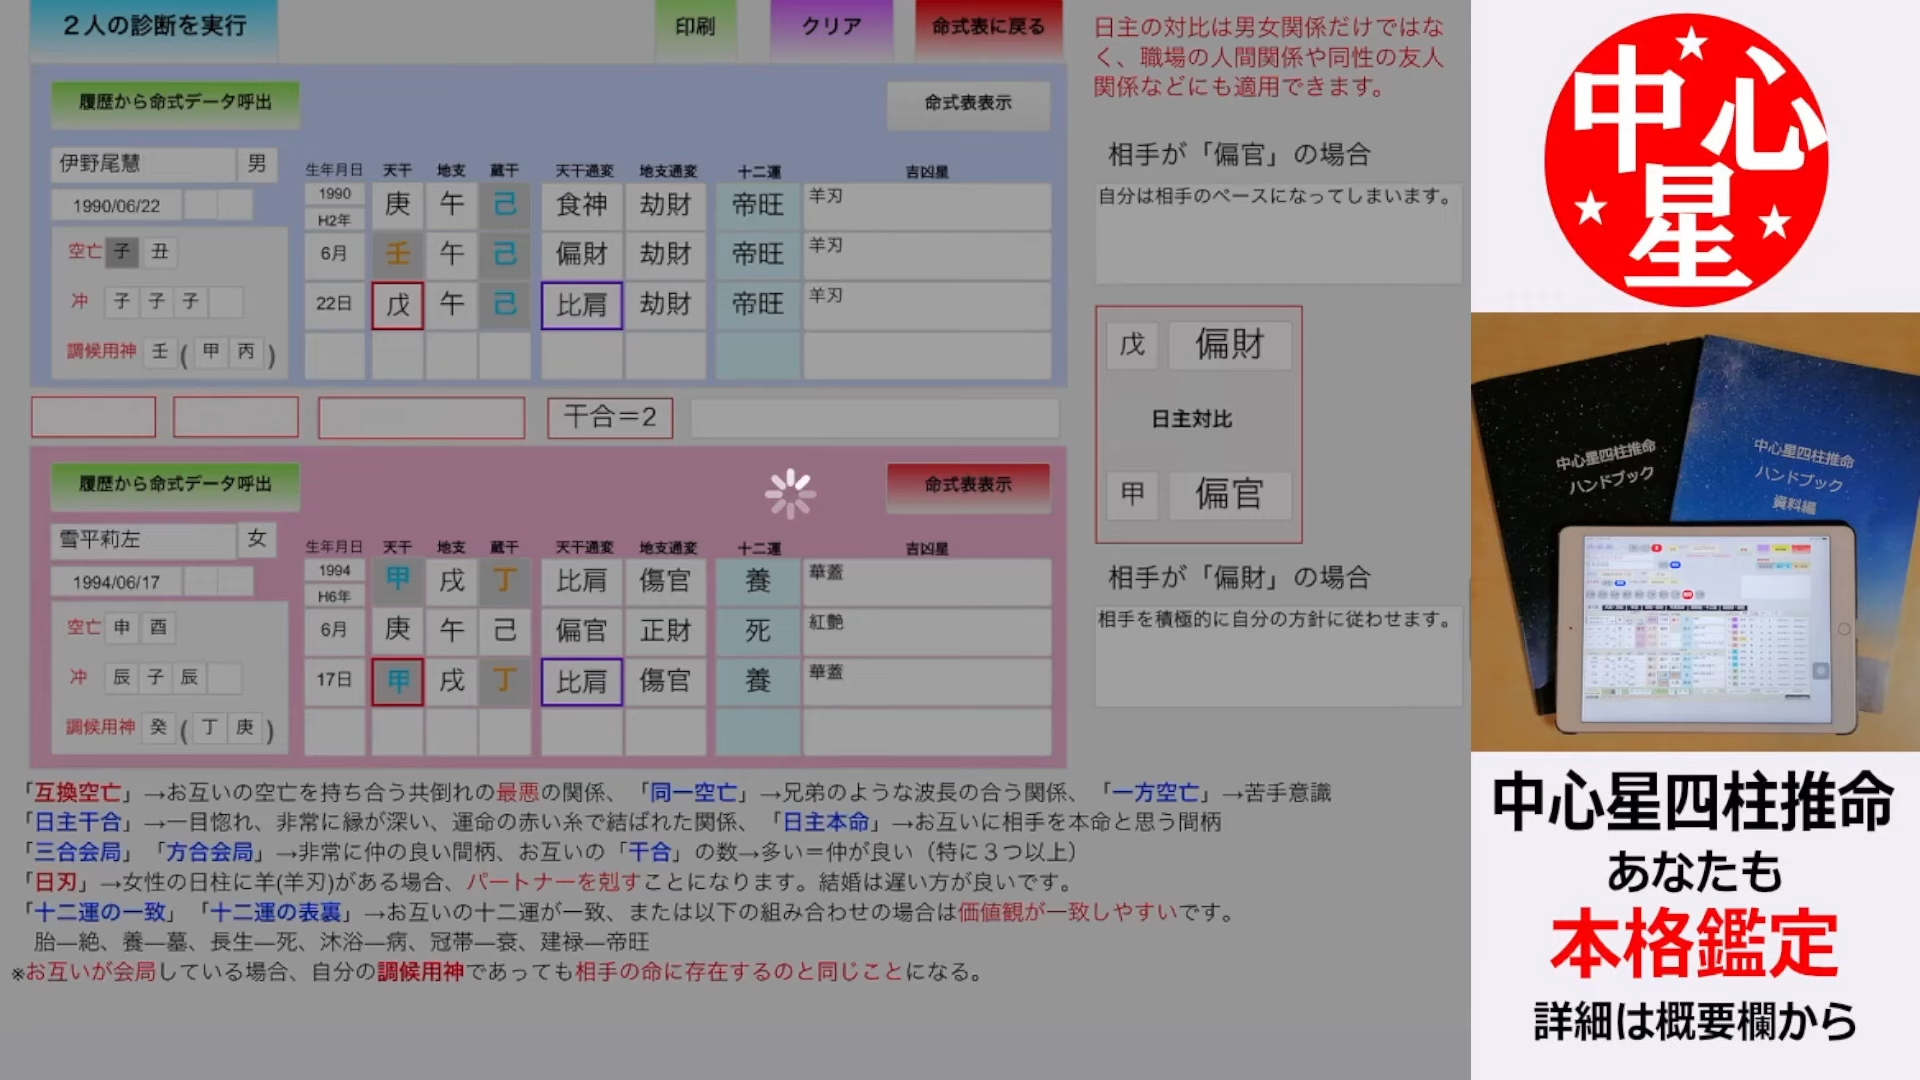 ２人の診断を実行
印刷
クリア
命式表に戻る
履歴から命式データ呼出
命式表表示
伊野尾慧
男
生年月日 天干 地支 蔵干 天干通変 地支通変 十二運 吉凶星
1990/06/22
1990
H2年
庚 午 己 食神 劫財 帝旺 羊刃
空亡 子 丑
6月 壬 午 己 偏財 劫財 帝旺 羊刃
冲 子 子 子
22日 戊 午 己 比肩 劫財 帝旺 羊刃
調候用神 壬 ( 甲 丙 )
干合＝2
履歴から命式データ呼出
命式表表示
雪平莉左
女
生年月日 天干 地支 蔵干 天干通変 地支通変 十二運 吉凶星
1994/06/17
1994
H6年
甲 戌 丁 比肩 傷官 養 華蓋
空亡 申 酉
6月 庚 午 己 偏官 正財 死 紅艶
冲 辰 子 辰
17日 甲 戌 丁 比肩 傷官 養 華蓋
調候用神 癸 ( 丁 庚 )
「互換空亡」→お互いの空亡を持ち合う共倒れの最悪の関係、「同一空亡」→兄弟のような波長の合う関係、「一方空亡」→苦手意識
「日主干合」→一目惚れ、非常に縁が深い、運命の赤い糸で結ばれた関係、「日主本命」→お互いに相手を本命と思う間柄
「三合会局」「方合会局」→非常に仲の良い間柄、お互いの「干合」の数→多い＝仲が良い（特に３つ以上）
「日刃」→女性の日柱に羊(羊刃)がある場合、パートナーを剋すことになります。結婚は遅い方が良いです。
「十二運の一致」「十二運の表裏」→お互いの十二運が一致、または以下の組み合わせの場合は価値観が一致しやすいです。
胎―絶、養―墓、長生―死、沐浴―病、冠帯―衰、建禄―帝旺
※お互いが会局している場合、自分の調候用神であっても相手の命に存在するのと同じことになる。
日主の対比は男女関係だけではな
く、職場の人間関係や同性の友人
関係などにも適用できます。
相手が「偏官」の場合
自分は相手のペースになってしまいます。
戊 偏財
日主対比
甲 偏官
相手が「偏財」の場合
相手を積極的に自分の方針に従わせます。
中心
星
中心星四柱推命
ハンドブック
中心星四柱推命
ハンドブック
資料編
中心星四柱推命
あなたも
本格鑑定
詳細は概要欄から